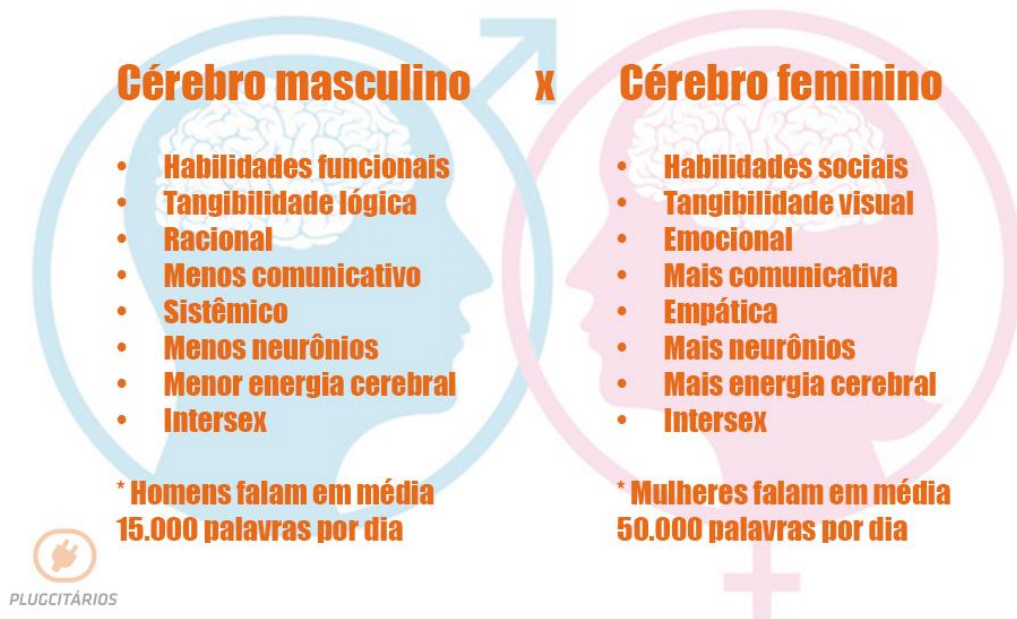 Cérebro masculino x Cérebro feminino
• Habilidades funcionais
• Tangibilidade lógica
• Racional
• Menos comunicativo
• Sistêmico
• Menos neurônios
• Menor energia cerebral
• Intersex
* Homens falam em média
15.000 palavras por dia
• Habilidades sociais
• Tangibilidade visual
• Emocional
• Mais comunicativa
• Empática
• Mais neurônios
• Mais energia cerebral
• Intersex
* Mulheres falam em média
50.000 palavras por dia
PLUGCITÁRIOS